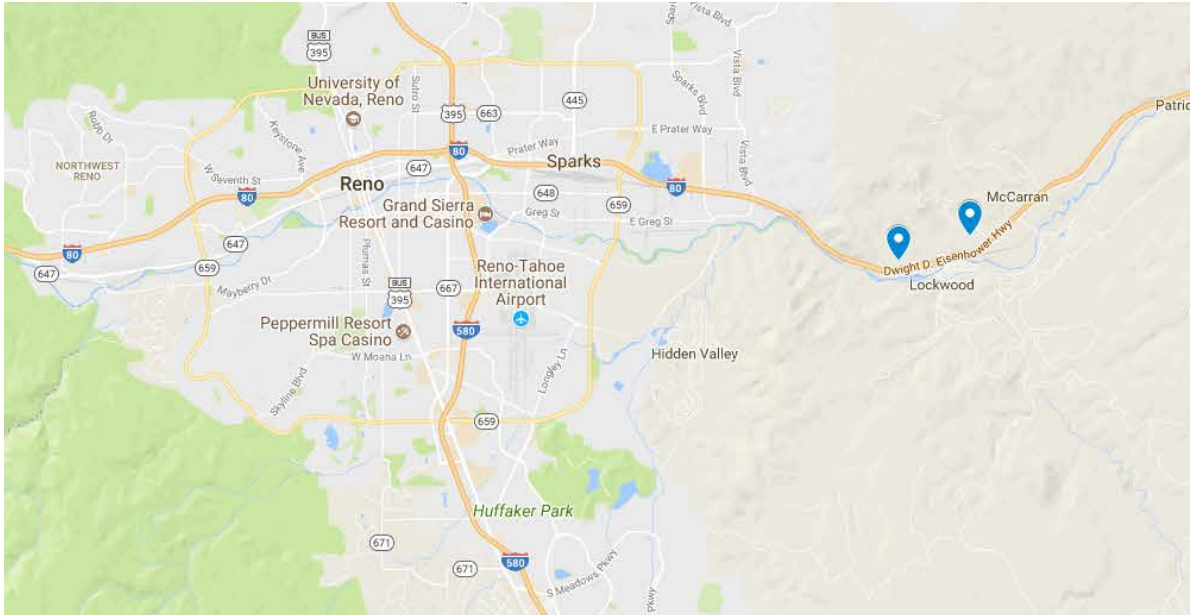 BUS
395
Spar
Vista Blvd
University of
Nevada, Reno
Sutro St
445
395
663
Sparks Blvd
Vista Blvd
Patric
Robb Dr
Keystone Ave
E Prater Way
Prater Way
80
NORTHWEST
RENO
W Seventh St
647
Sparks
80
Reno
648
McCarran
80
Grand Sierra
Resort and Casino
Greg St
659
E Greg St
647
80
Dwight D. Eisenhower Hwy
647
659
Mayberry Dr
Plumas St
BUS
395
667
Reno-Tahoe
International
Airport
Lockwood
Peppermill Resort
Spa Casino
580
W Moana Ln
Longley Ln
Hidden Valley
Skyline Blvd
659
659
Huffaker Park
671
671
580
S Meadows Pkwy
Pkwy